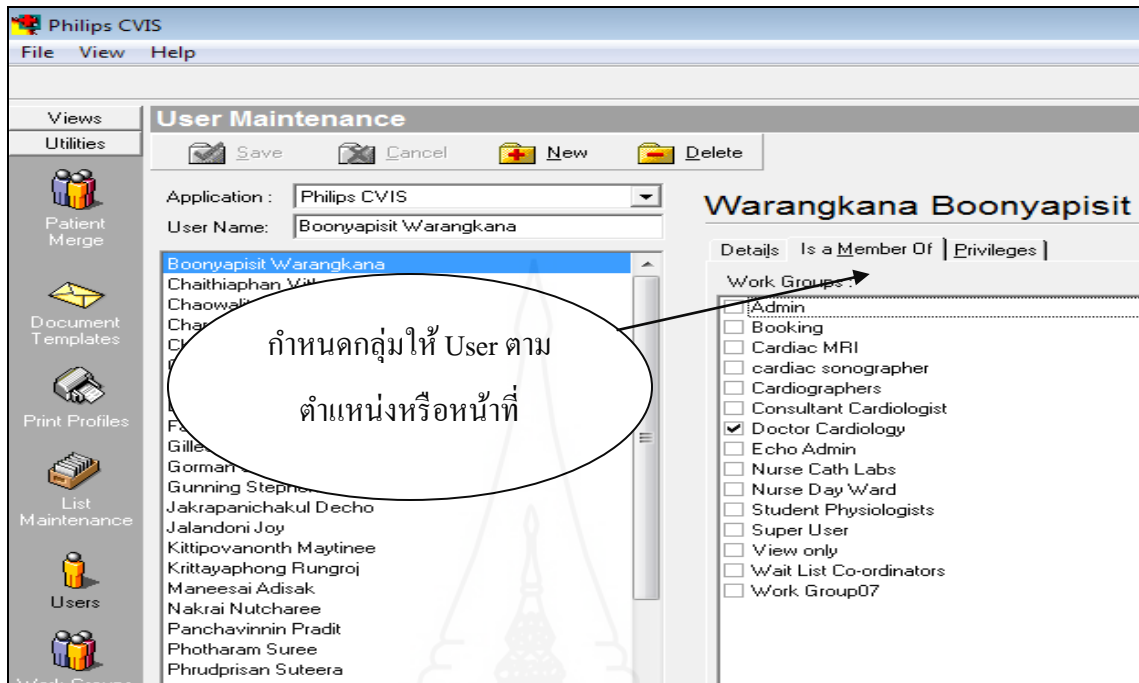 Philips CVIS
File View Help
Views
Utilities
Patient
Merge
Document
Templates
Print Profiles
List
Maintenance
Users
User Maintenance
Save Cancel New Delete
Application : Philips CVIS
User Name: Boonyapisit Warangkana
Boonyapisit Warangkana
Chaithiaphan
Gunning
Jakrapanichakul Decho
Jalandoni Joy
Kittipovanonth Maytinee
Krittayaphong Rungroj
Maneesai Adisak
Nakrai Nutcharee
Panchavinnin Pradit
Photharam Suree
Phrudprisan Suteera
กำหนดกลุ่มให้ User ตาม
ตำแหน่งหรือหน้าที่
Warangkana Boonyapisit
Details Is a Member Of Privileges
Work Groups :
Admin
Booking
Cardiac MRI
cardiac sonographer
Cardiographers
Consultant Cardiologist
Doctor Cardiology
Echo Admin
Nurse Cath Labs
Nurse Day Ward
Student Physiologists
Super User
View only
Wait List Co-ordinators
Work Group07